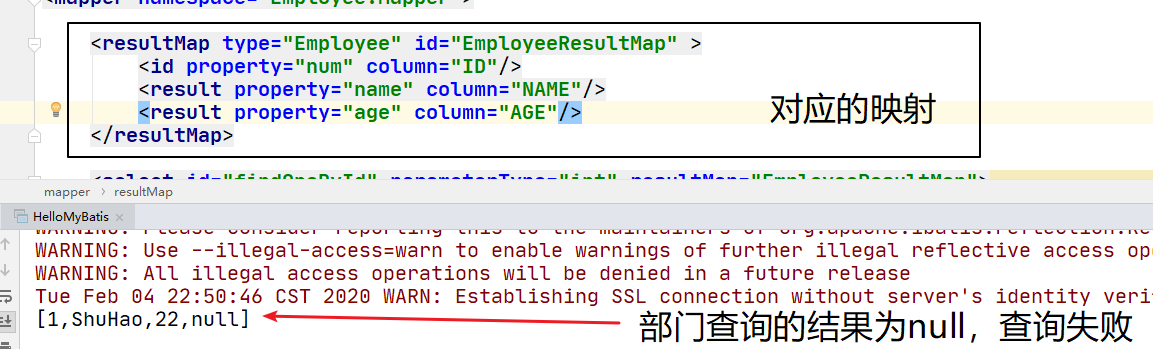 <mapper namespace="Employee.Mapper">
<resultMap type="Employee" id="EmployeeResultMap" >
<id property="num" column="ID"/>
<result property="name" column="NAME"/>
<result property="age" column="AGE"/>
对应的映射
</resultMap>
<select id="findOneById" parameterType="int" resultMap="EmployeeResultMap">
mapper › resultMap
HelloMyBatis ×
WARNING: Please consider reporting this to the maintainers of org.apache.ibatis.reflection.Re
WARNING: Use --illegal-access=warn to enable warnings of further illegal reflective access ope
WARNING: All illegal access operations will be denied in a future release
Tue Feb 04 22:50:46 CST 2020 WARN: Establishing SSL connection without server's identity veri
[1,ShuHao,22,null]
部门查询的结果为null，查询失败